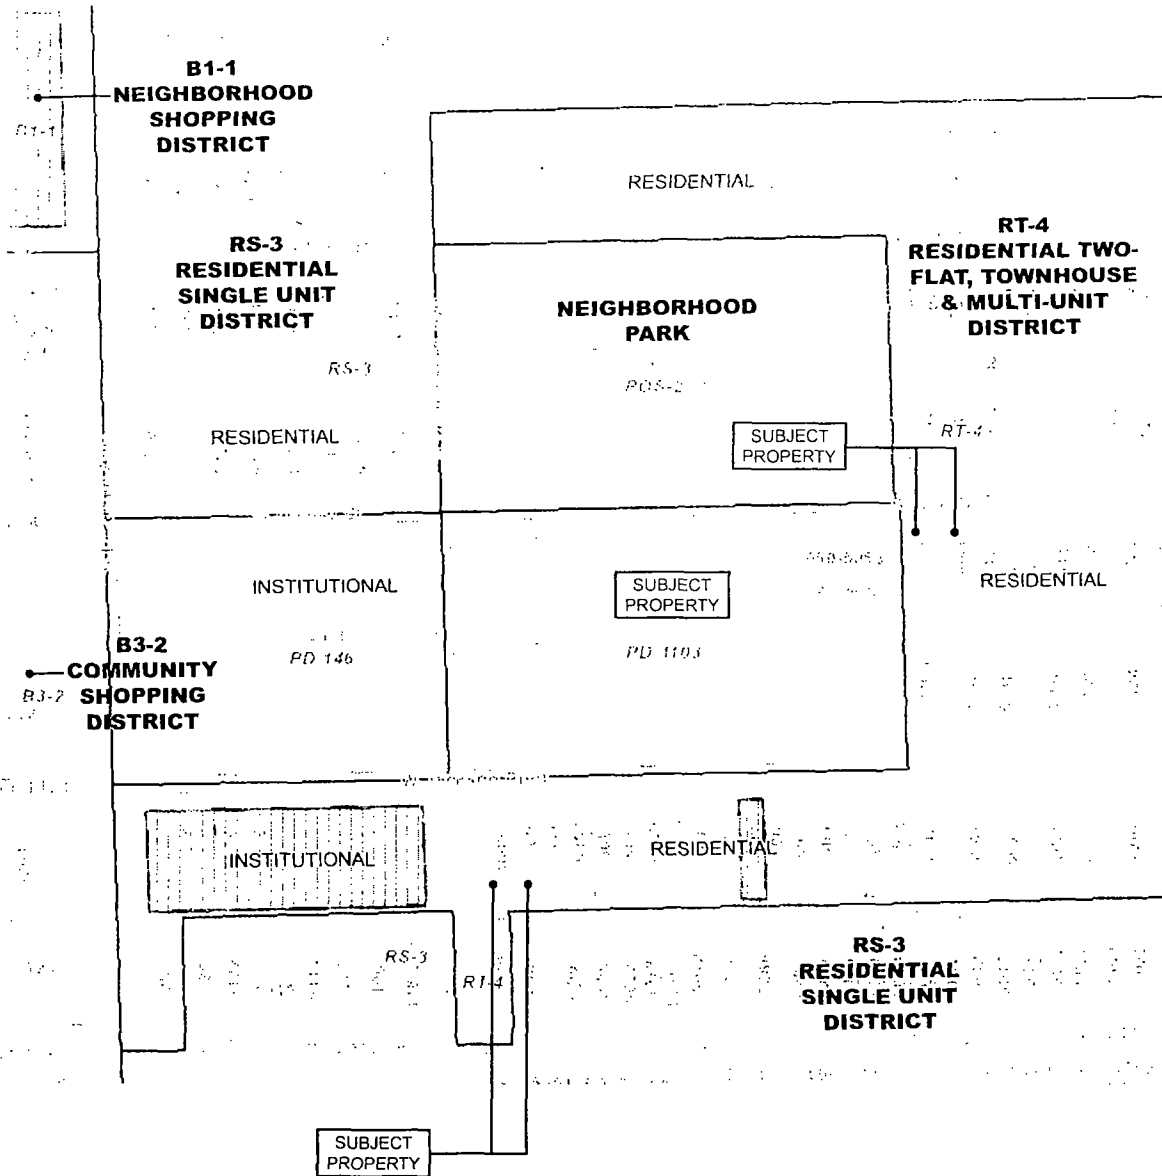 B1-1
NEIGHBORHOOD
SHOPPING
DISTRICT
B1-1
RESIDENTIAL
RS-3
RESIDENTIAL
SINGLE UNIT
DISTRICT
RT-4
RESIDENTIAL TWO-
FLAT, TOWNHOUSE
& MULTI-UNIT
DISTRICT
NEIGHBORHOOD
PARK
RS-3
POS-2
RESIDENTIAL
SUBJECT
PROPERTY
RT-4
INSTITUTIONAL
SUBJECT
PROPERTY
RESIDENTIAL
PD 146
PD 1103
B3-2
COMMUNITY
SHOPPING
DISTRICT
B3-2
INSTITUTIONAL
RESIDENTIAL
RS-3
RT-4
RS-3
RESIDENTIAL
SINGLE UNIT
DISTRICT
SUBJECT
PROPERTY